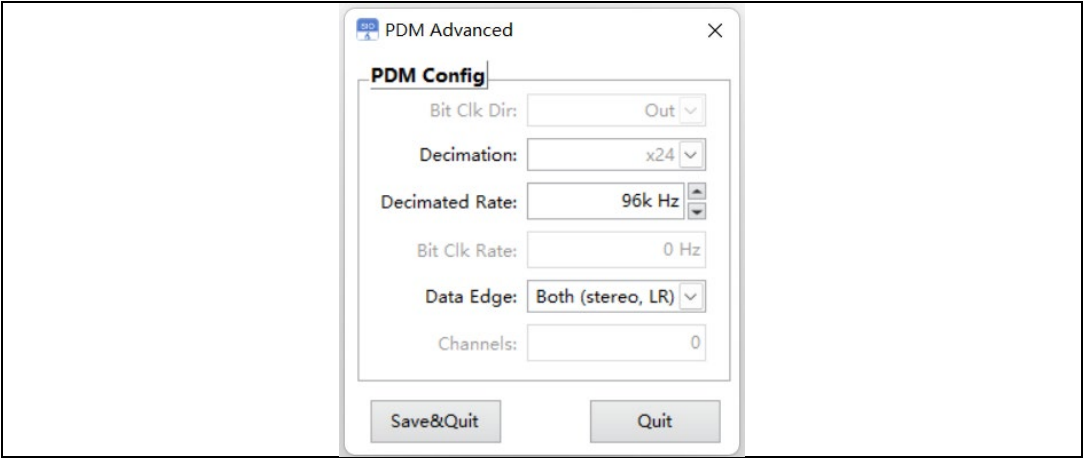 SIO
PDM Advanced
PDM Config
Bit Clk Dir: Out
Decimation: x24
Decimated Rate: 96k Hz
Bit Clk Rate: 0 Hz
Data Edge: Both (stereo, LR)
Channels: 0
Save&Quit Quit